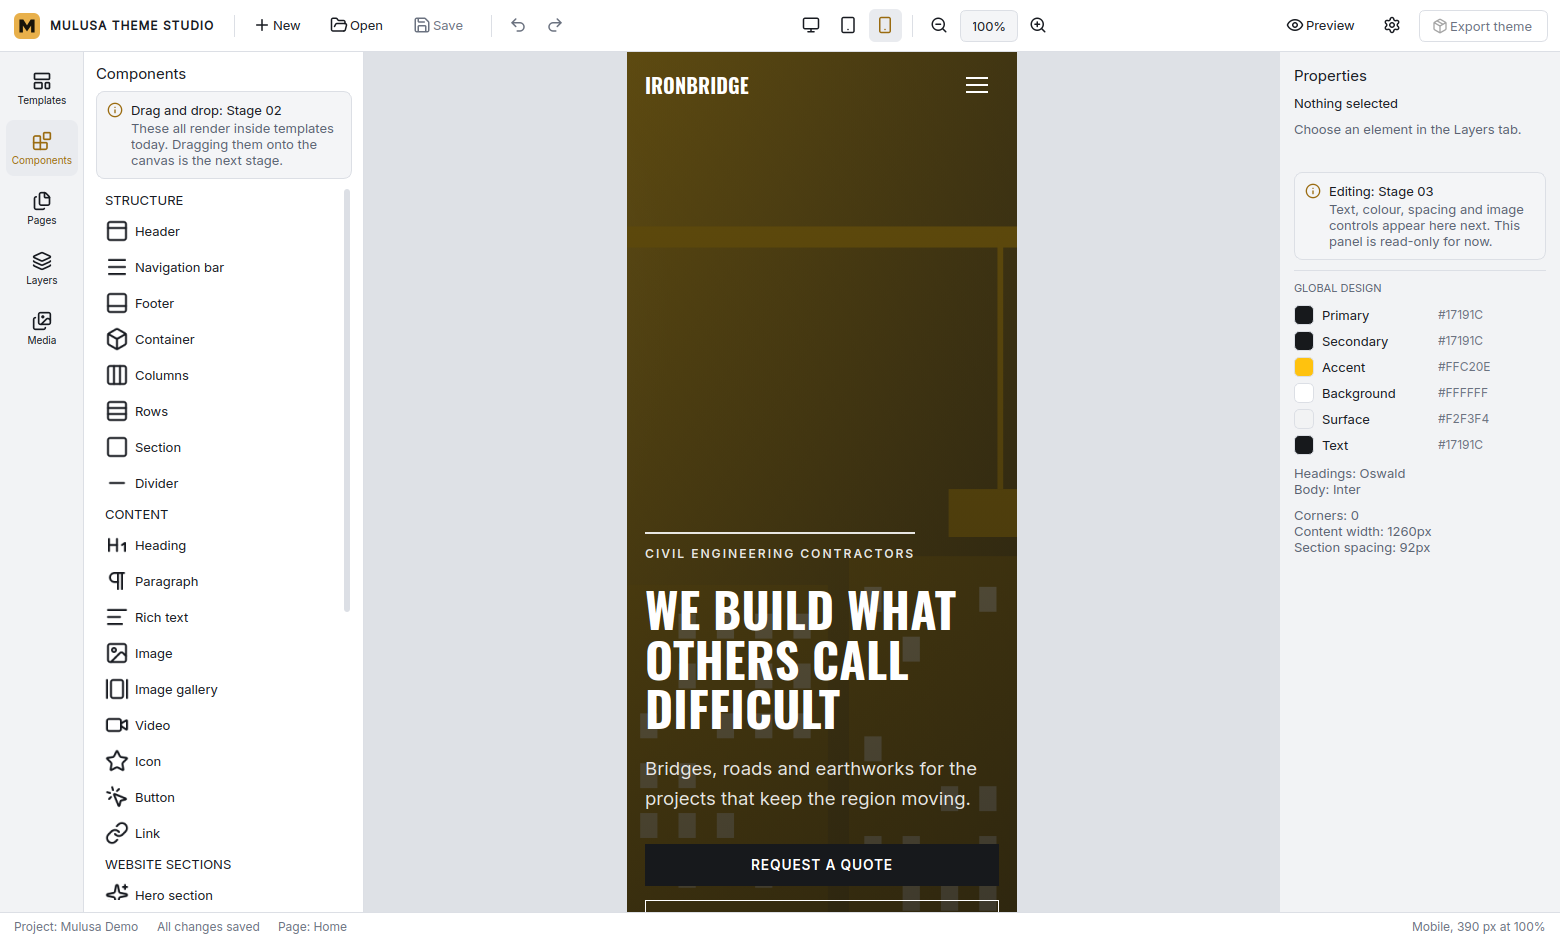 M MULUSA THEME STUDIO
New
Open
Save
100%
Preview
Export theme
Templates
Components
Pages
Layers
Media
Components
Drag and drop: Stage 02
These all render inside templates
today. Dragging them onto the
canvas is the next stage.
STRUCTURE
Header
Navigation bar
Footer
Container
Columns
Rows
Section
Divider
CONTENT
H1 Heading
Paragraph
Rich text
Image
Image gallery
Video
Icon
Button
Link
WEBSITE SECTIONS
Hero section
IRONBRIDGE
CIVIL ENGINEERING CONTRACTORS
WE BUILD WHAT
OTHERS CALL
DIFFICULT
Bridges, roads and earthworks for the
projects that keep the region moving.
REQUEST A QUOTE
Properties
Nothing selected
Choose an element in the Layers tab.
Editing: Stage 03
Text, colour, spacing and image
controls appear here next. This
panel is read-only for now.
GLOBAL DESIGN
Primary #17191C
Secondary #17191C
Accent #FFC20E
Background #FFFFFF
Surface #F2F3F4
Text #17191C
Headings: Oswald
Body: Inter
Corners: 0
Content width: 1260px
Section spacing: 92px
Project: Mulusa Demo All changes saved Page: Home
Mobile, 390 px at 100%